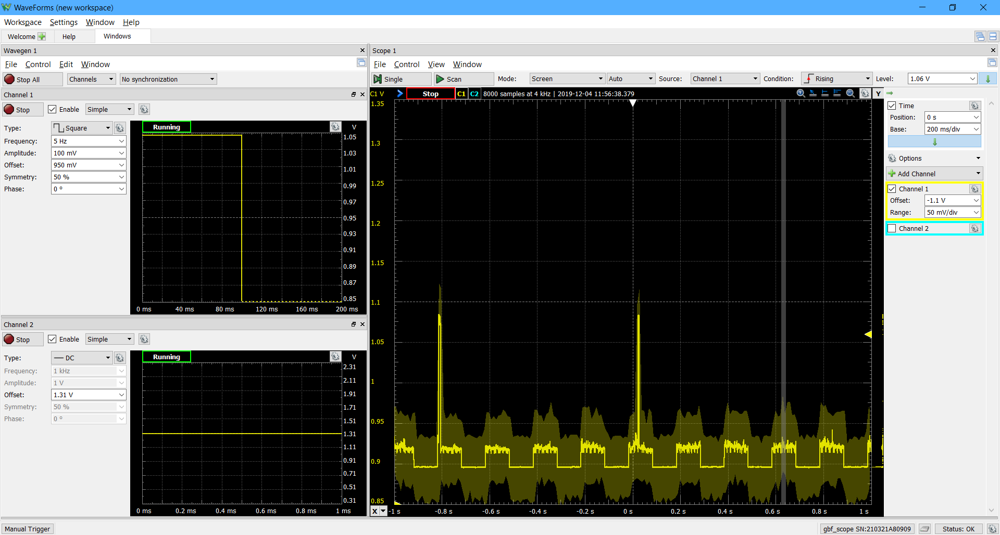 WaveForms (new workspace)
Workspace Settings Window Help
Welcome Help Windows
Wavegen 1
File Control Edit Window
Stop All Channels No synchronization
Channel 1
Stop Enable Simple
Type: Square
Frequency: 5 Hz
Amplitude: 100 mV
Offset: 950 mV
Symmetry: 50 %
Phase: 0 º
Running V
1.05
1.03
1.01
0.99
0.97
0.95
0.93
0.91
0.89
0.87
0.85
0 ms 40 ms 80 ms 120 ms 160 ms 200 ms
Channel 2
Stop Enable Simple
Type: DC
Frequency: 1 kHz
Amplitude: 1 V
Offset: 1.31 V
Symmetry: 50 %
Phase: 0 º
Running V
2.31
2.11
1.91
1.71
1.51
1.31
1.11
0.91
0.71
0.51
0.31
0 ms 0.2 ms 0.4 ms 0.6 ms 0.8 ms 1 ms
Scope 1
File Control View Window
Single Scan Mode: Screen Auto Source: Channel 1 Condition: Rising Level: 1.06 V
C1 V Stop C1 C2 8000 samples at 4 kHz | 2019-12-04 11:56:38.379 Y
1.35
1.3
1.25
1.2
1.15
1.1
1.05
1
0.95
0.9
0.85
X -1 s -0.8 s -0.6 s -0.4 s -0.2 s 0 s 0.2 s 0.4 s 0.6 s 0.8 s 1 s
Time
Position: 0 s
Base: 200 ms/div
Options
Add Channel
Channel 1
Offset: -1.1 V
Range: 50 mV/div
Channel 2
Manual Trigger gbf_scope SN:210321A80909 Status: OK